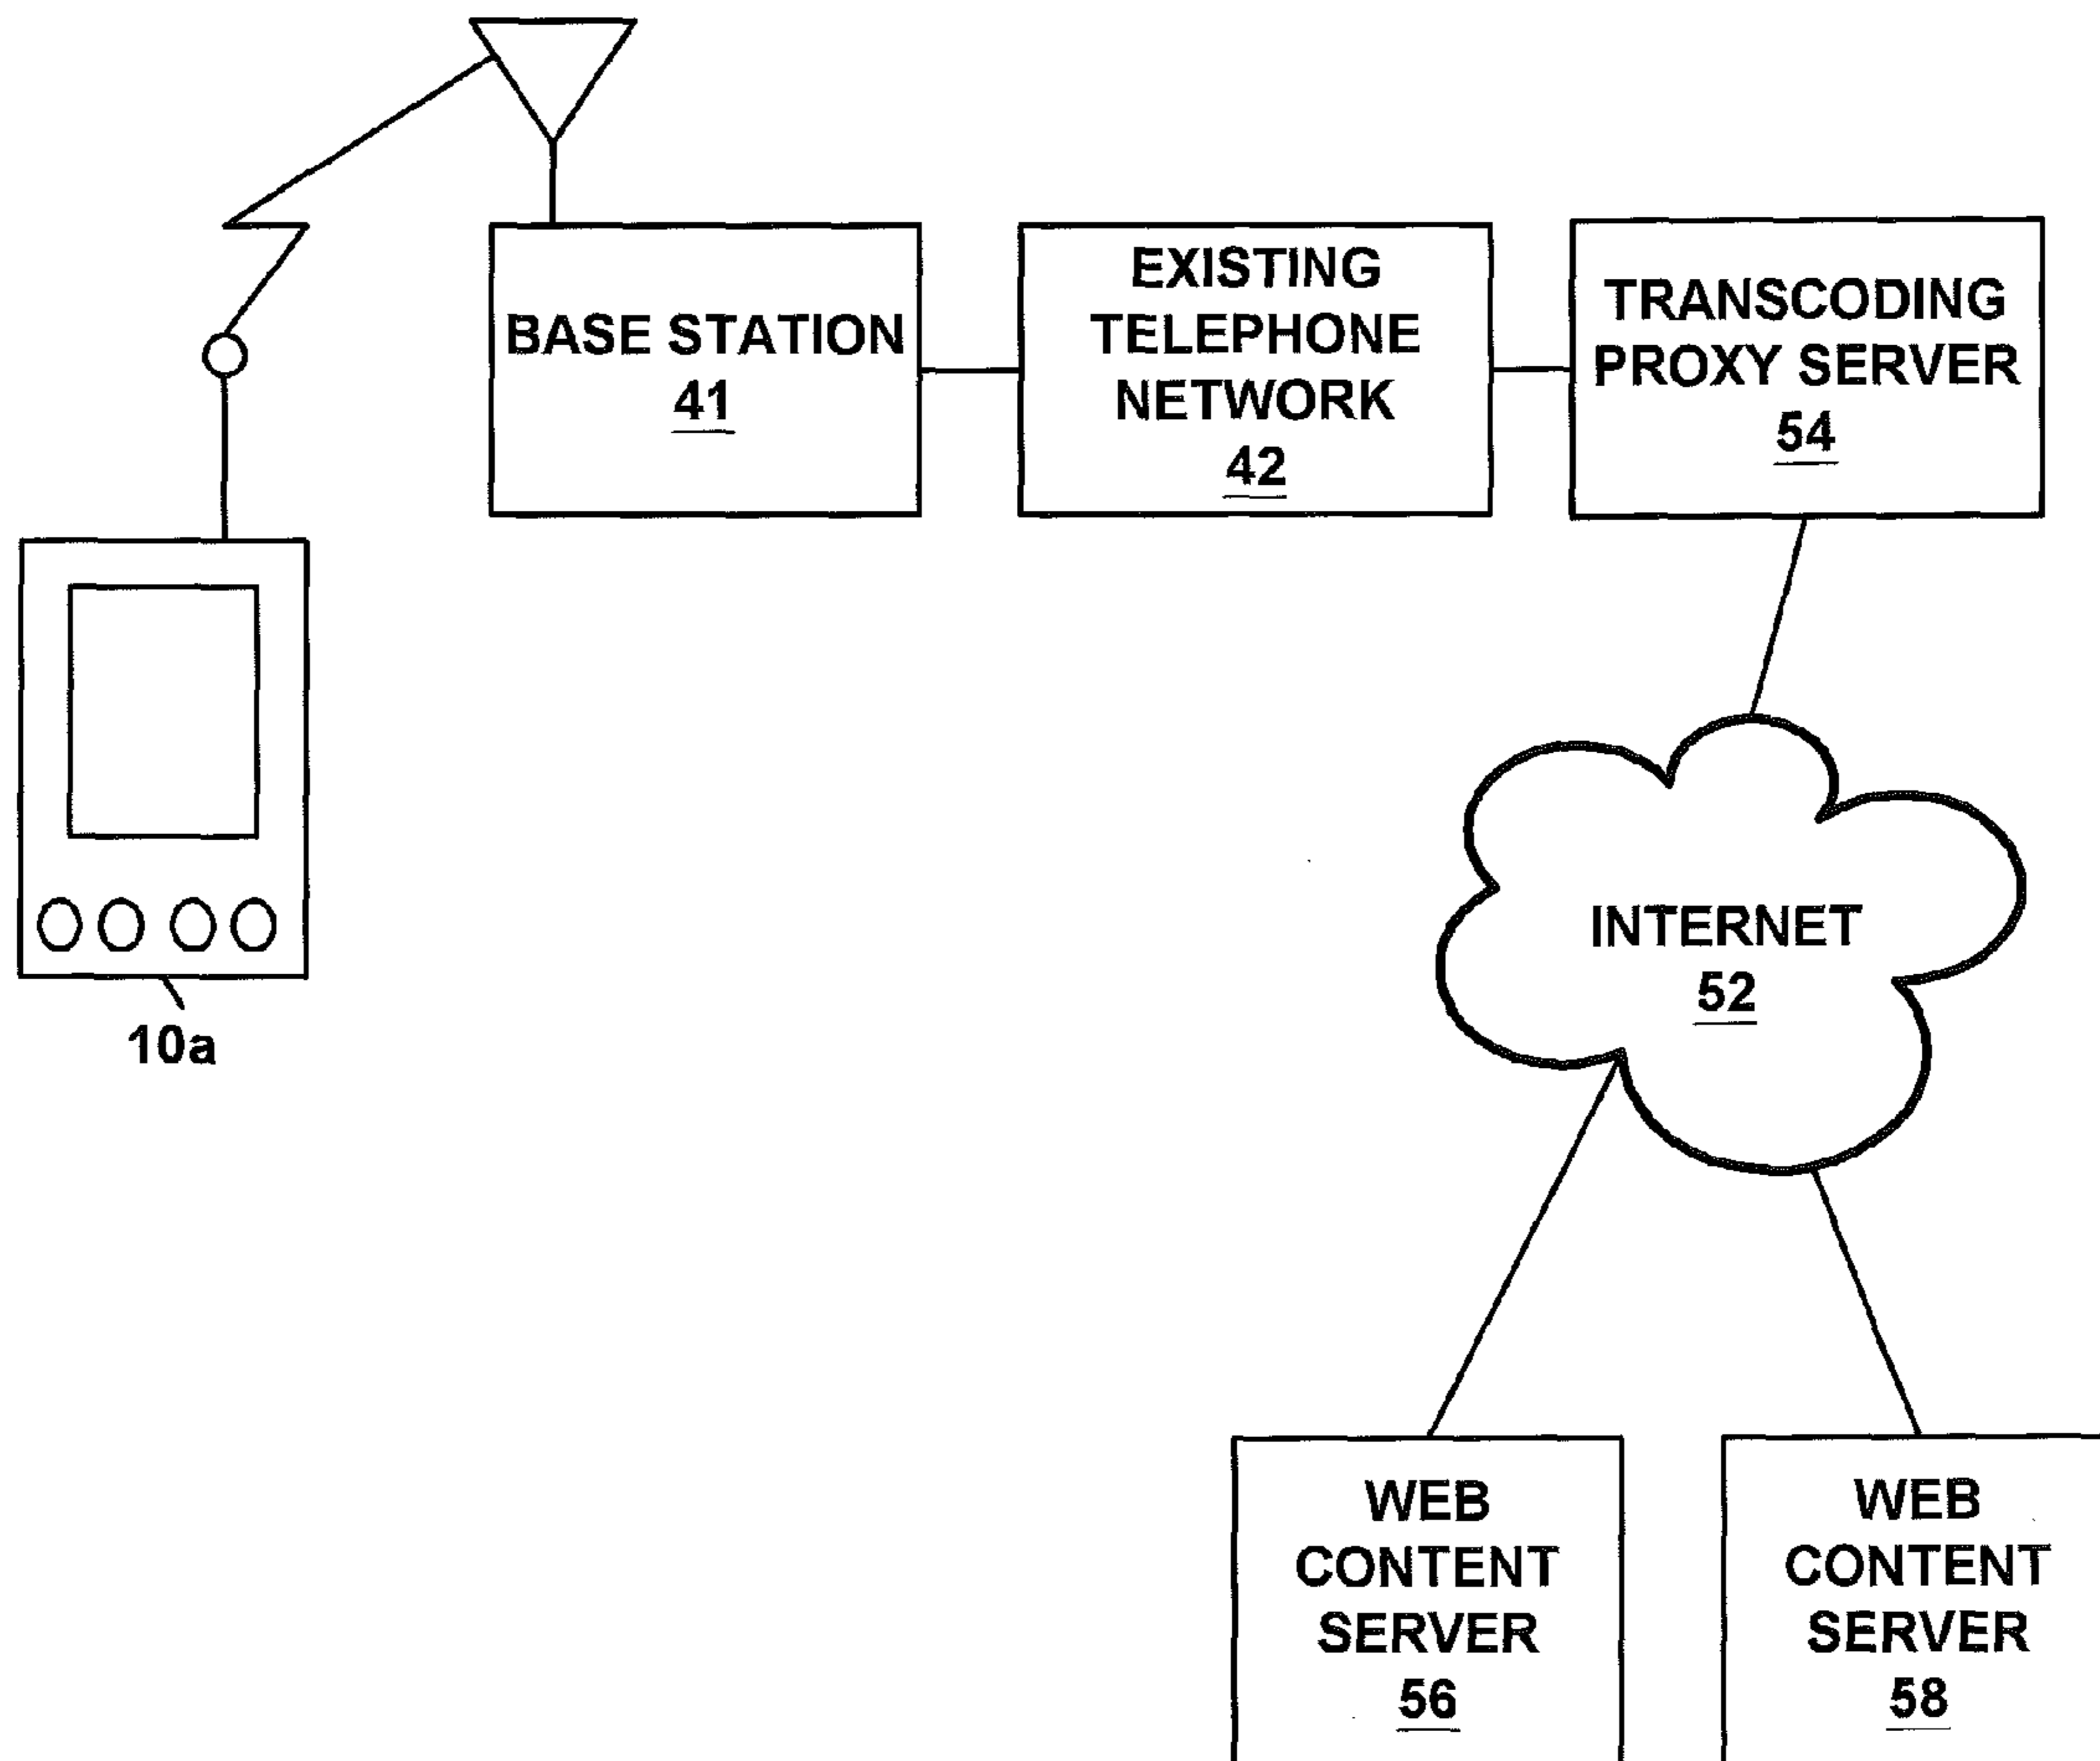 BASE STATION
41
EXISTING
TELEPHONE
NETWORK
42
TRANSCODING
PROXY SERVER
54
10a
INTERNET
52
WEB
CONTENT
SERVER
56
WEB
CONTENT
SERVER
58